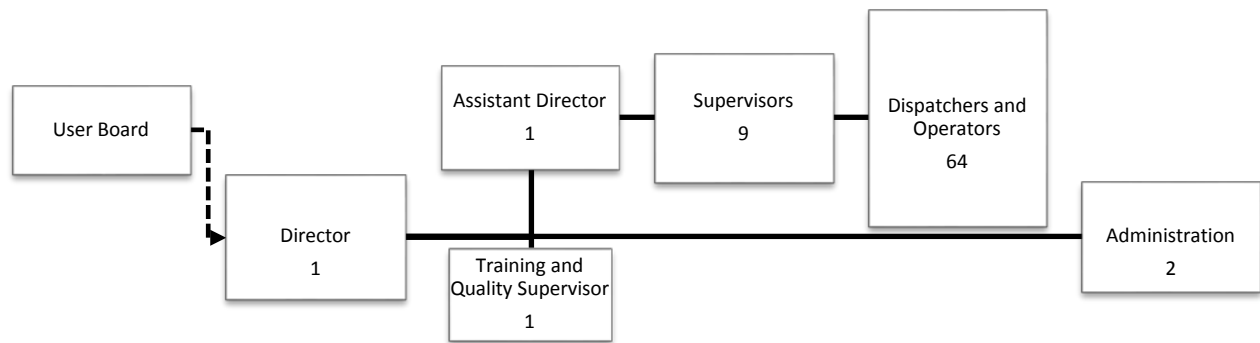 User Board
Director
1
Assistant Director
1
Training and
Quality Supervisor
1
Supervisors
9
Dispatchers and
Operators
64
Administration
2